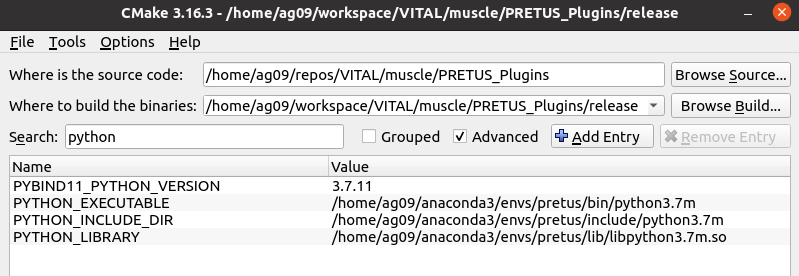 CMake 3.16.3 - /home/ag09/workspace/VITAL/muscle/PRETUS_Plugins/release
File Tools Options Help
Where is the source code: /home/ag09/repos/VITAL/muscle/PRETUS_Plugins Browse Source...
Where to build the binaries: /home/ag09/workspace/VITAL/muscle/PRETUS_Plugins/release Browse Build...
Search: python Grouped Advanced Add Entry Remove Entry
Name Value
PYBIND11_PYTHON_VERSION 3.7.11
PYTHON_EXECUTABLE /home/ag09/anaconda3/envs/pretus/bin/python3.7m
PYTHON_INCLUDE_DIR /home/ag09/anaconda3/envs/pretus/include/python3.7m
PYTHON_LIBRARY /home/ag09/anaconda3/envs/pretus/lib/libpython3.7m.so